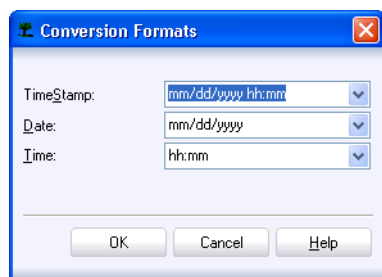 Conversion Formats
TimeStamp: mm/dd/yyyy hh:mm
Date: mm/dd/yyyy
Time: hh:mm
OK Cancel Help